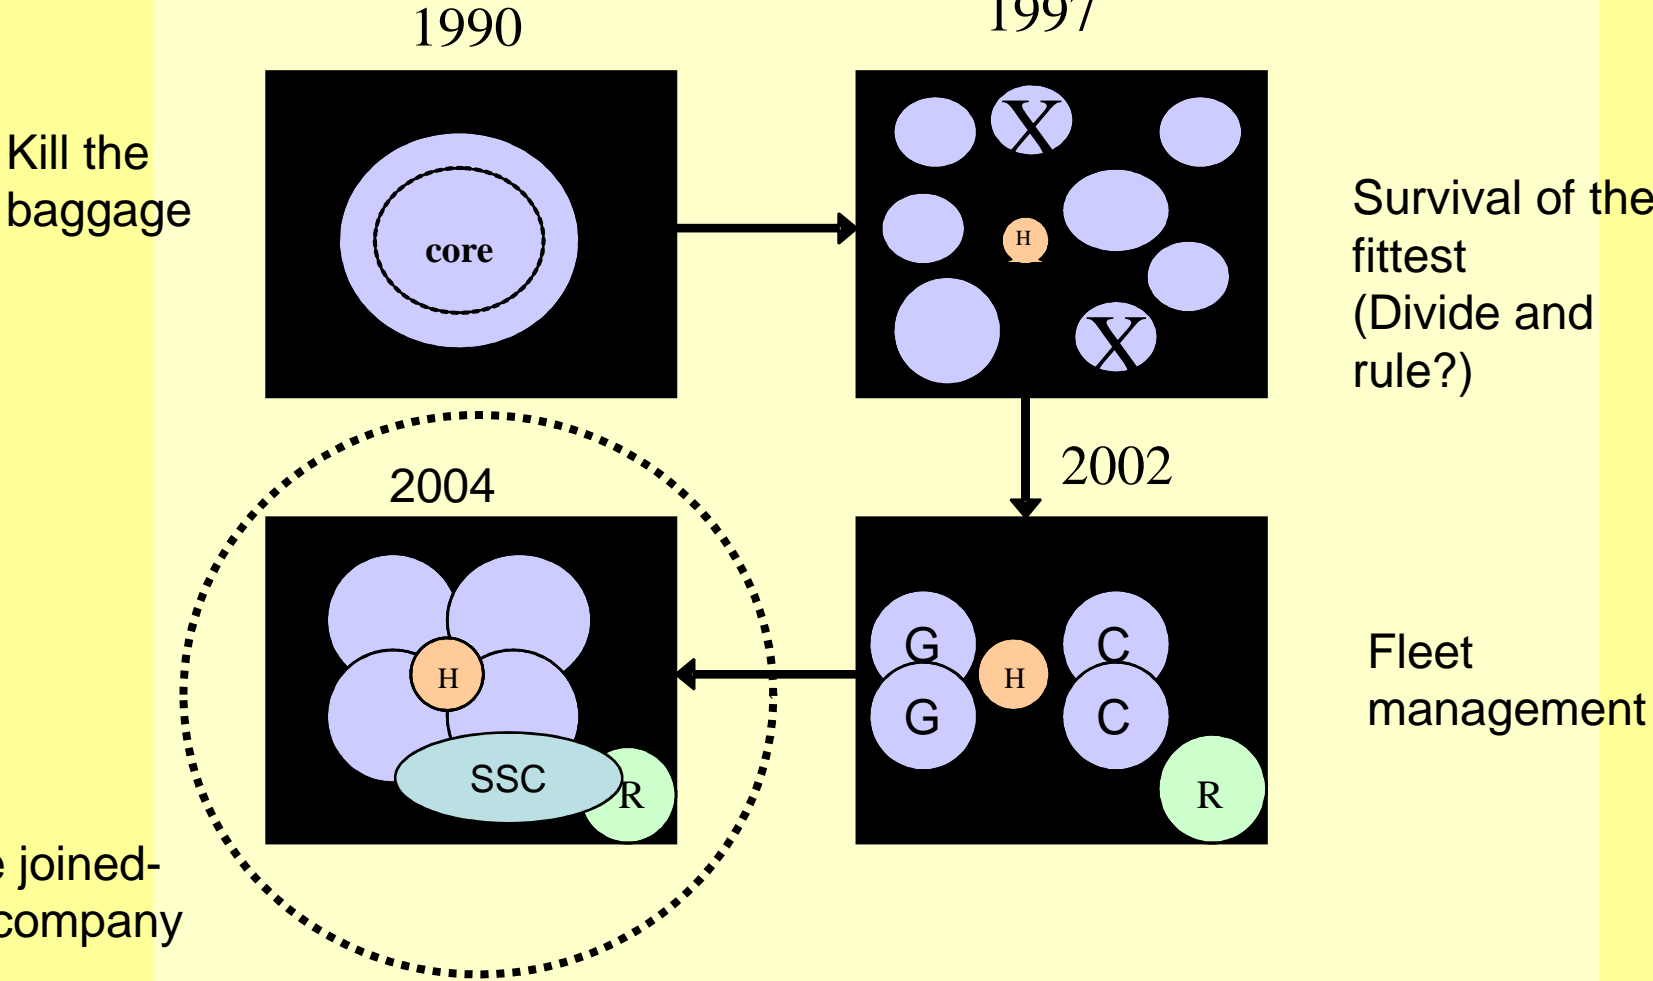 1990
1997
Kill the
baggage
core
X
H
X
Survival of the
fittest
(Divide and
rule?)
2004
2002
H
SSC
R
G
H
C
G
C
R
Fleet
management
joined-
company